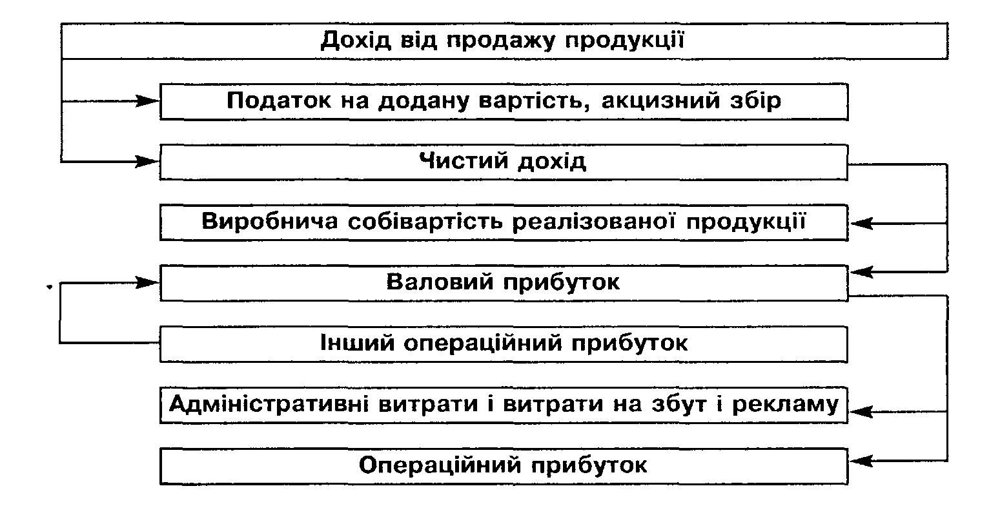 Дохід від продажу продукції
Податок на додану вартість, акцизний збір
Чистий дохід
Виробнича собівартість реалізованої продукції
Валовий прибуток
Інший операційний прибуток
Адміністративні витрати і витрати на збут і рекламу
Операційний прибуток